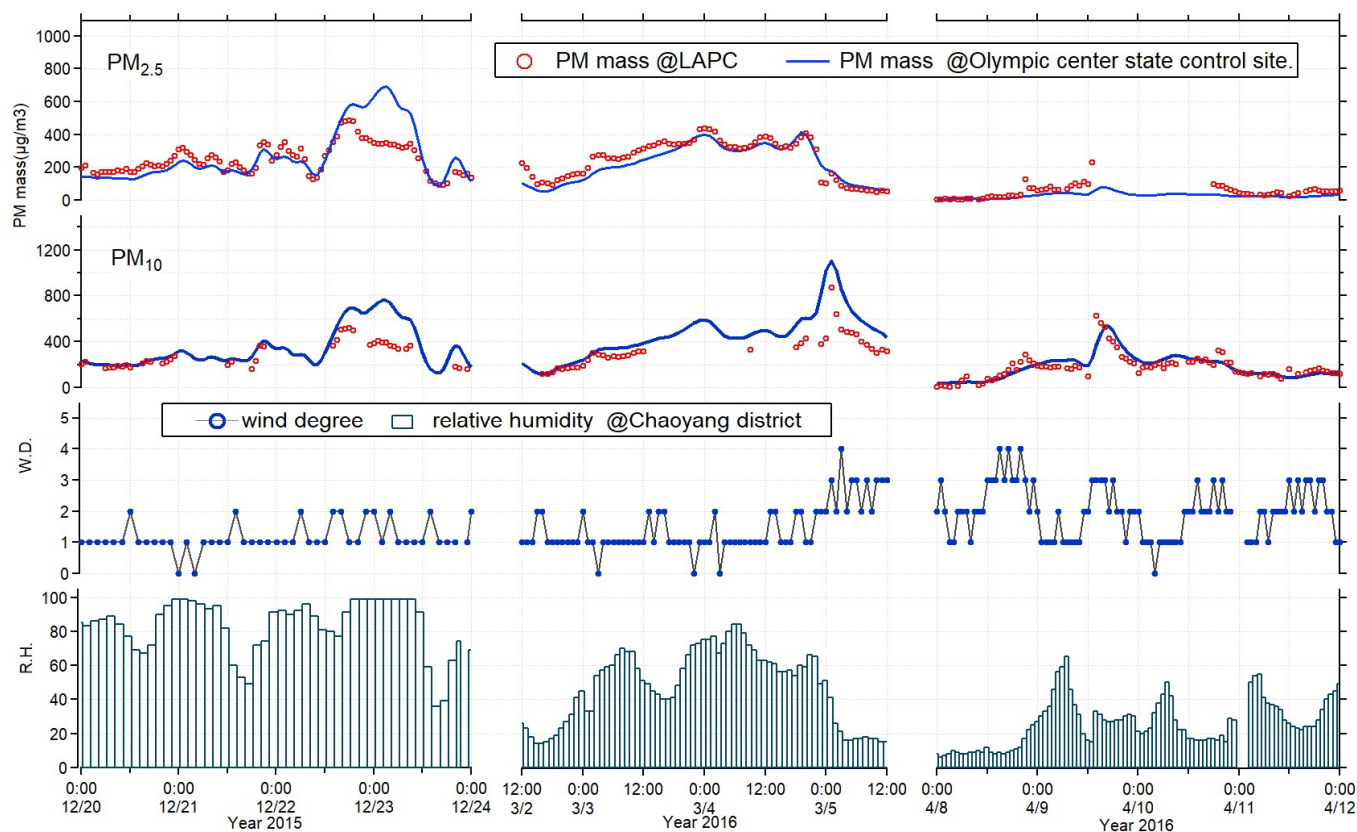 1000
800
600
400
200
0
PM mass(µg/m3)
PM2.5
PM mass @LAPC
PM mass @Olympic center state control site.
1200
800
400
0
PM10
5
4
3
2
1
0
W.D.
wind degree
relative humidity @Chaoyang district
100
80
60
40
20
0
R.H.
0:00 0:00 0:00 0:00 0:00
12/20 12/21 12/22 12/23 12/24
Year 2015
12:00 0:00 12:00 0:00 12:00 0:00 12:00
3/2 3/3 3/4 3/5
Year 2016
0:00 0:00 0:00 0:00 0:00
4/8 4/9 4/10 4/11 4/12
Year 2016